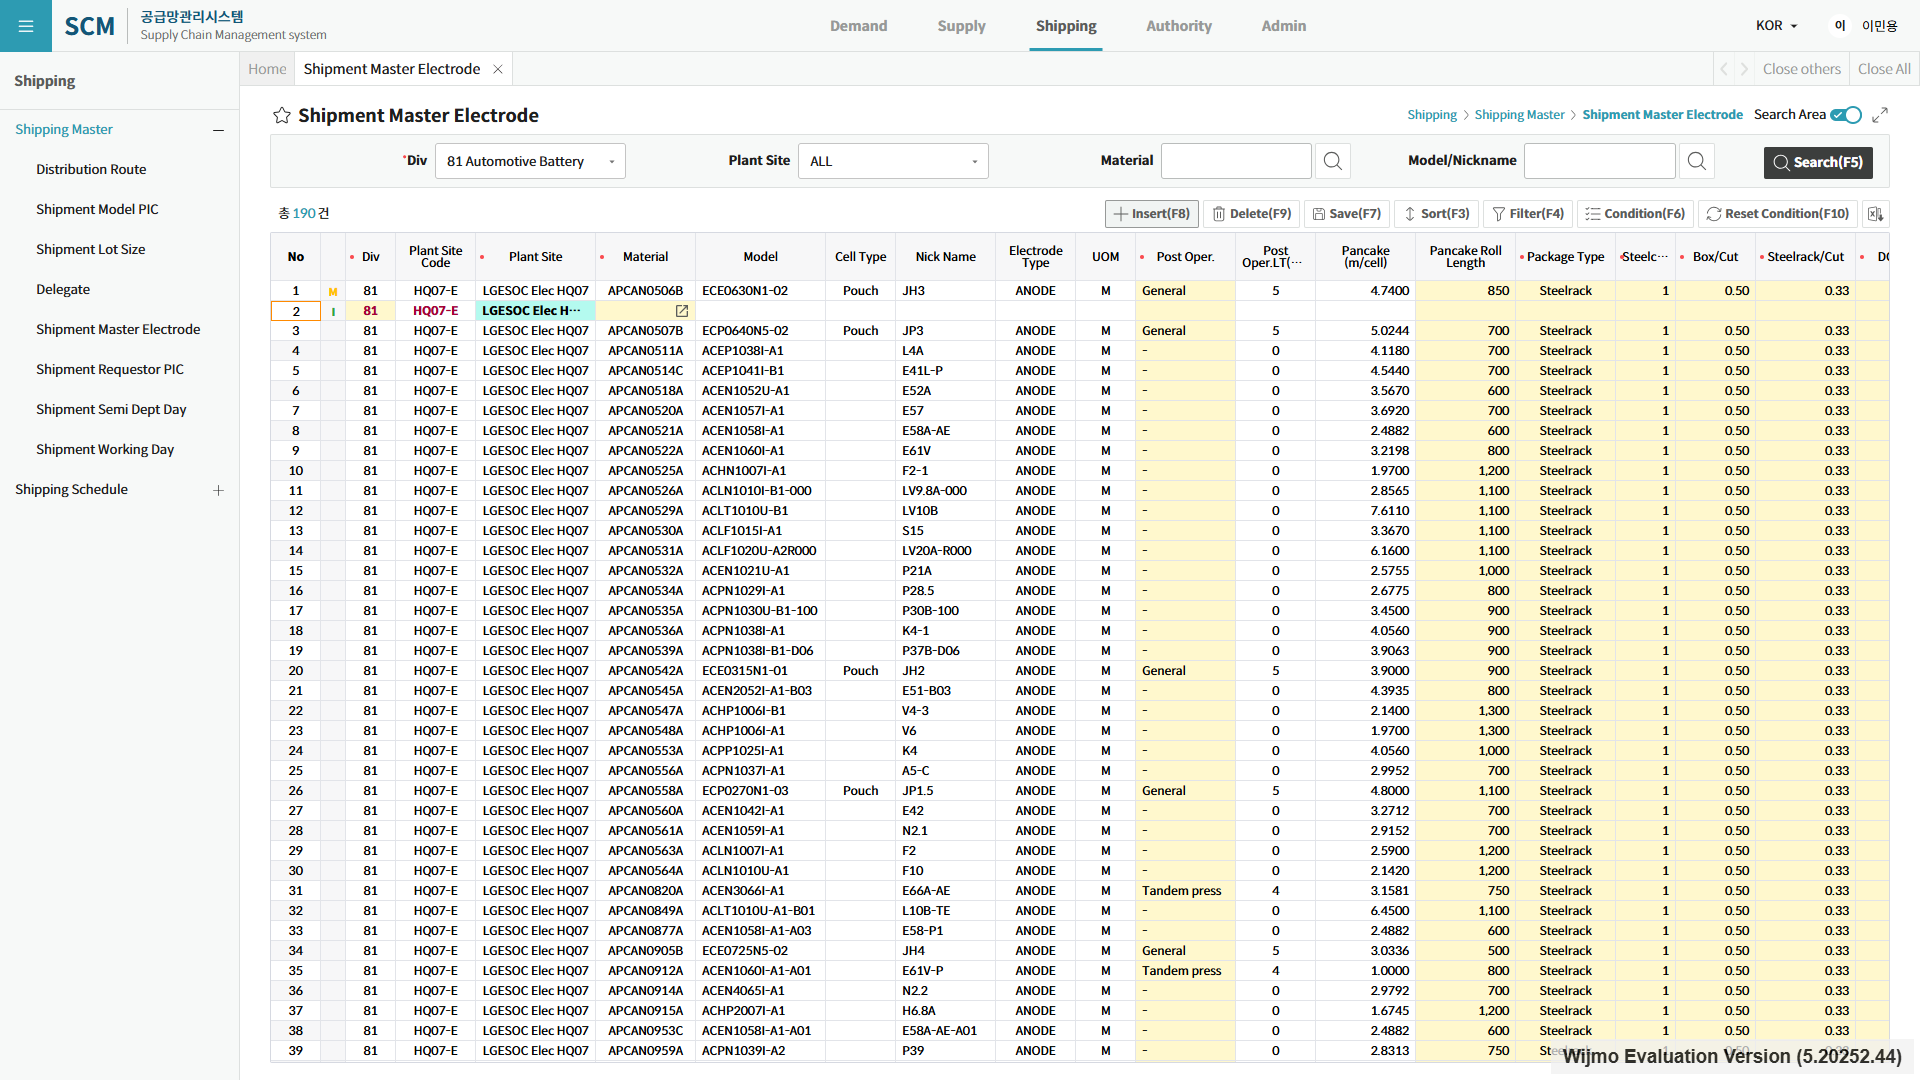 SCM 공급망관리시스템
Supply Chain Management system
Demand Supply Shipping Authority Admin
KOR 이 이민용
Shipping
Home Shipment Master Electrode Close others Close All
Shipping Master
Distribution Route
Shipment Model PIC
Shipment Lot Size
Delegate
Shipment Master Electrode
Shipment Requestor PIC
Shipment Semi Dept Day
Shipment Working Day
Shipping Schedule
Shipment Master Electrode
Shipping > Shipping Master > Shipment Master Electrode Search Area
*Div 81 Automotive Battery Plant Site ALL Material Model/Nickname Search(F5)
총 190 건
Insert(F8) Delete(F9) Save(F7) Sort(F3) Filter(F4) Condition(F6) Reset Condition(F10)
No Div Plant Site Code Plant Site Material Model Cell Type Nick Name Electrode Type UOM Post Oper. Post Oper.LT(··· Pancake (m/cell) Pancake Roll Length Package Type Steelc··· Box/Cut Steelrack/Cut
1 M 81 HQ07-E LGESOC Elec HQ07 APCAN0506B ECE0630N1-02 Pouch JH3 ANODE M General 5 4.7400 850 Steelrack 1 0.50 0.33
2 I 81 HQ07-E LGESOC Elec H···
3 81 HQ07-E LGESOC Elec HQ07 APCAN0507B ECP0640N5-02 Pouch JP3 ANODE M General 5 5.0244 700 Steelrack 1 0.50 0.33
4 81 HQ07-E LGESOC Elec HQ07 APCAN0511A ACEP1038I-A1 L4A ANODE M - 0 4.1180 700 Steelrack 1 0.50 0.33
5 81 HQ07-E LGESOC Elec HQ07 APCAN0514C ACEP1041I-B1 E41L-P ANODE M - 0 4.5440 700 Steelrack 1 0.50 0.33
6 81 HQ07-E LGESOC Elec HQ07 APCAN0518A ACEN1052U-A1 E52A ANODE M - 0 3.5670 600 Steelrack 1 0.50 0.33
7 81 HQ07-E LGESOC Elec HQ07 APCAN0520A ACEN1057I-A1 E57 ANODE M - 0 3.6920 700 Steelrack 1 0.50 0.33
8 81 HQ07-E LGESOC Elec HQ07 APCAN0521A ACEN1058I-A1 E58A-AE ANODE M - 0 2.4882 600 Steelrack 1 0.50 0.33
9 81 HQ07-E LGESOC Elec HQ07 APCAN0522A ACEN1060I-A1 E61V ANODE M - 0 3.2198 800 Steelrack 1 0.50 0.33
10 81 HQ07-E LGESOC Elec HQ07 APCAN0525A ACHN1007I-A1 F2-1 ANODE M - 0 1.9700 1,200 Steelrack 1 0.50 0.33
11 81 HQ07-E LGESOC Elec HQ07 APCAN0526A ACLN1010I-B1-000 LV9.8A-000 ANODE M - 0 2.8565 1,100 Steelrack 1 0.50 0.33
12 81 HQ07-E LGESOC Elec HQ07 APCAN0529A ACLT1010U-B1 LV10B ANODE M - 0 7.6110 1,100 Steelrack 1 0.50 0.33
13 81 HQ07-E LGESOC Elec HQ07 APCAN0530A ACLF1015I-A1 S15 ANODE M - 0 3.3670 1,100 Steelrack 1 0.50 0.33
14 81 HQ07-E LGESOC Elec HQ07 APCAN0531A ACLF1020U-A2R000 LV20A-R000 ANODE M - 0 6.1600 1,100 Steelrack 1 0.50 0.33
15 81 HQ07-E LGESOC Elec HQ07 APCAN0532A ACEN1021U-A1 P21A ANODE M - 0 2.5755 1,000 Steelrack 1 0.50 0.33
16 81 HQ07-E LGESOC Elec HQ07 APCAN0534A ACPN1029I-A1 P28.5 ANODE M - 0 2.6775 800 Steelrack 1 0.50 0.33
17 81 HQ07-E LGESOC Elec HQ07 APCAN0535A ACPN1030U-B1-100 P30B-100 ANODE M - 0 3.4500 900 Steelrack 1 0.50 0.33
18 81 HQ07-E LGESOC Elec HQ07 APCAN0536A ACPN1038I-A1 K4-1 ANODE M - 0 4.0560 900 Steelrack 1 0.50 0.33
19 81 HQ07-E LGESOC Elec HQ07 APCAN0539A ACPN1038I-B1-D06 P37B-D06 ANODE M - 0 3.9063 900 Steelrack 1 0.50 0.33
20 81 HQ07-E LGESOC Elec HQ07 APCAN0542A ECE0315N1-01 Pouch JH2 ANODE M General 5 3.9000 900 Steelrack 1 0.50 0.33
21 81 HQ07-E LGESOC Elec HQ07 APCAN0545A ACEN2052I-A1-B03 E51-B03 ANODE M - 0 4.3935 800 Steelrack 1 0.50 0.33
22 81 HQ07-E LGESOC Elec HQ07 APCAN0547A ACHP1006I-B1 V4-3 ANODE M - 0 2.1400 1,300 Steelrack 1 0.50 0.33
23 81 HQ07-E LGESOC Elec HQ07 APCAN0548A ACHP1006I-A1 V6 ANODE M - 0 1.9700 1,300 Steelrack 1 0.50 0.33
24 81 HQ07-E LGESOC Elec HQ07 APCAN0553A ACPP1025I-A1 K4 ANODE M - 0 4.0560 1,000 Steelrack 1 0.50 0.33
25 81 HQ07-E LGESOC Elec HQ07 APCAN0556A ACPN1037I-A1 A5-C ANODE M - 0 2.9952 700 Steelrack 1 0.50 0.33
26 81 HQ07-E LGESOC Elec HQ07 APCAN0558A ECP0270N1-03 Pouch JP1.5 ANODE M General 5 4.8000 1,100 Steelrack 1 0.50 0.33
27 81 HQ07-E LGESOC Elec HQ07 APCAN0560A ACEN1042I-A1 E42 ANODE M - 0 3.2712 700 Steelrack 1 0.50 0.33
28 81 HQ07-E LGESOC Elec HQ07 APCAN0561A ACEN1059I-A1 N2.1 ANODE M - 0 2.9152 700 Steelrack 1 0.50 0.33
29 81 HQ07-E LGESOC Elec HQ07 APCAN0563A ACLN1007I-A1 F2 ANODE M - 0 2.5900 1,200 Steelrack 1 0.50 0.33
30 81 HQ07-E LGESOC Elec HQ07 APCAN0564A ACLN1010U-A1 F10 ANODE M - 0 2.1420 1,200 Steelrack 1 0.50 0.33
31 81 HQ07-E LGESOC Elec HQ07 APCAN0820A ACEN3066I-A1 E66A-AE ANODE M Tandem press 4 3.1581 750 Steelrack 1 0.50 0.33
32 81 HQ07-E LGESOC Elec HQ07 APCAN0849A ACLT1010U-A1-B01 L10B-TE ANODE M - 0 6.4500 1,100 Steelrack 1 0.50 0.33
33 81 HQ07-E LGESOC Elec HQ07 APCAN0877A ACEN1058I-A1-A03 E58-P1 ANODE M - 0 2.4882 600 Steelrack 1 0.50 0.33
34 81 HQ07-E LGESOC Elec HQ07 APCAN0905B ECE0725N5-02 JH4 ANODE M General 5 3.0336 500 Steelrack 1 0.50 0.33
35 81 HQ07-E LGESOC Elec HQ07 APCAN0912A ACEN1060I-A1-A01 E61V-P ANODE M Tandem press 4 1.0000 800 Steelrack 1 0.50 0.33
36 81 HQ07-E LGESOC Elec HQ07 APCAN0914A ACEN4065I-A1 N2.2 ANODE M - 0 2.9792 700 Steelrack 1 0.50 0.33
37 81 HQ07-E LGESOC Elec HQ07 APCAN0915A ACHP2007I-A1 H6.8A ANODE M - 0 1.6745 1,200 Steelrack 1 0.50 0.33
38 81 HQ07-E LGESOC Elec HQ07 APCAN0953C ACEN1058I-A1-A01 E58A-AE-A01 ANODE M - 0 2.4882 600 Steelrack 1 0.50 0.33
39 81 HQ07-E LGESOC Elec HQ07 APCAN0959A ACPN1039I-A2 P39 ANODE M - 0 2.8313 750
Wijmo Evaluation Version (5.20252.44)